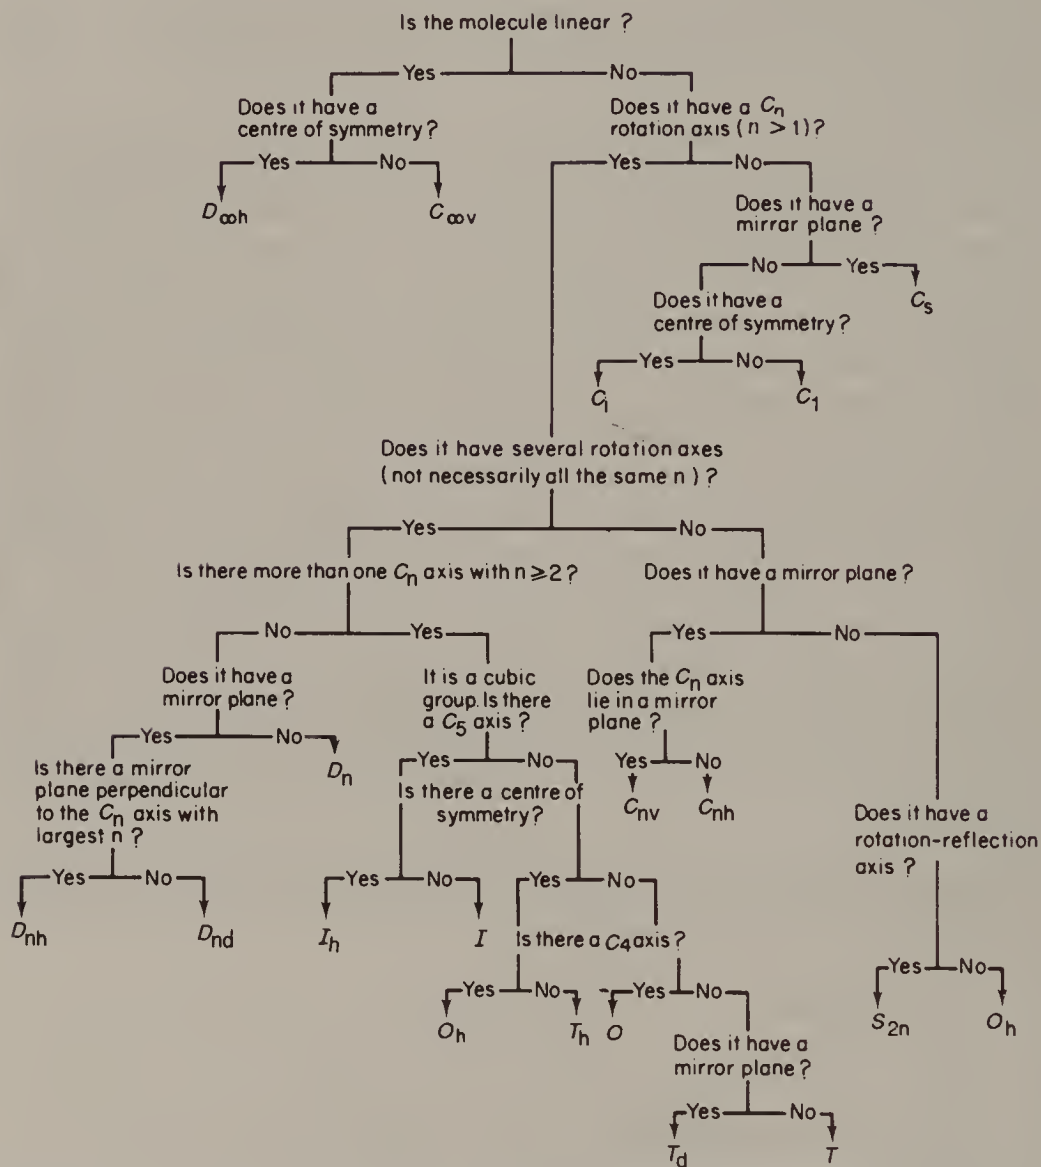 Is the molecule linear ?
Yes No
Does it have a
centre of symmetry ?
Does it have a Cn
rotation axis (n > 1) ?
Yes No
Yes No
D∞h
C∞v
Does it have a
mirrar plane ?
No Yes
Cs
Does it have a
centre of symmetry ?
Yes No
Ci
C1
Does it have several rotation axes
(not necessarily all the same n ) ?
Yes No
Is there more than one Cn axis with n ⩾ 2 ?
Does it have a mirror plane ?
No Yes
Yes No
Does it have a
mirror plane ?
Yes No
Dn
It is a cubic
group. Is there
a C5 axis ?
Yes No
Does the Cn axis
lie in a mirror
plane ?
Yes No
Cnv
Cnh
Is there a mirror
plane perpendicular
to the Cn axis with
largest n ?
Yes No
Dnh
Dnd
Is there a centre of
symmetry?
Yes No
Ih
I
Yes No
Is there a C4 axis ?
Yes No
Oh
Th
Yes No
O
Does it have a
mirror plane ?
Yes No
Td
T
Does it have a
rotation-reflection
axis ?
Yes No
S2n
Oh